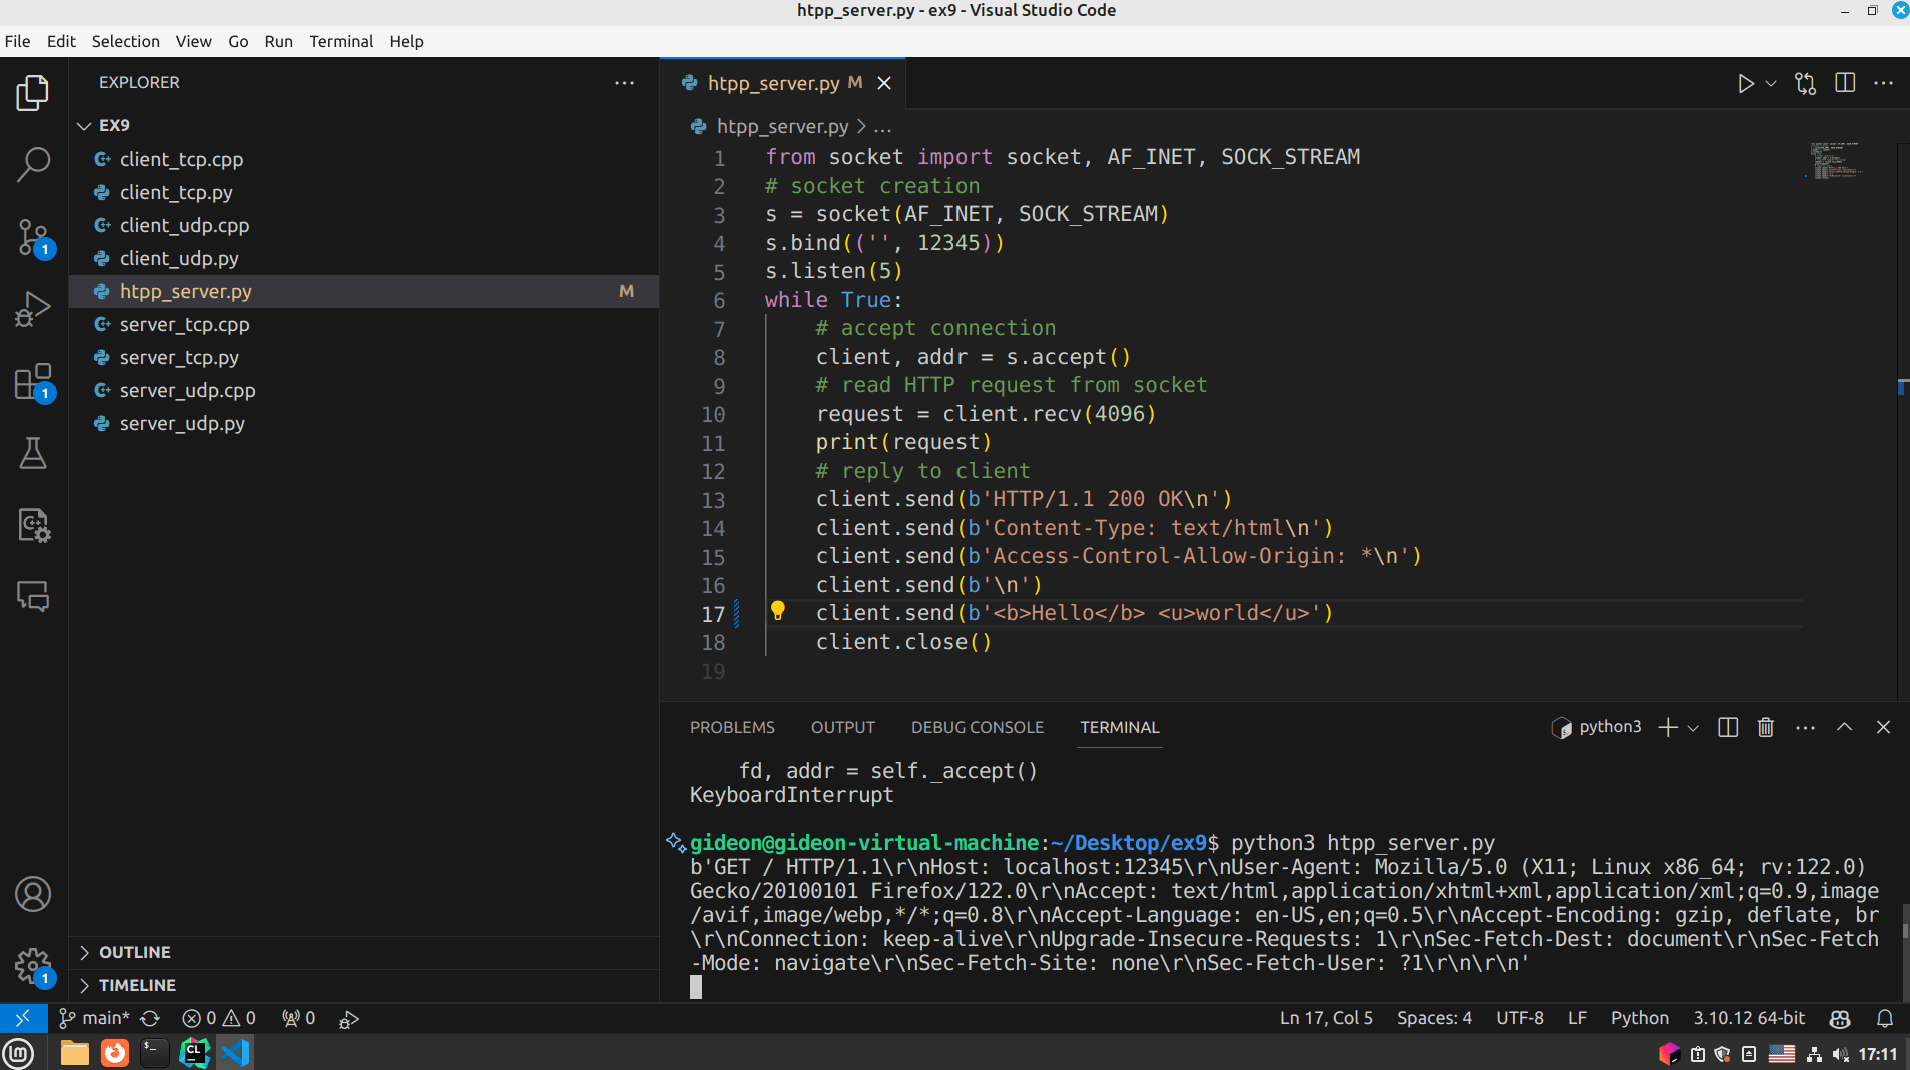 htpp_server.py - ex9 - Visual Studio Code
File Edit Selection View Go Run Terminal Help
EXPLORER
EX9
client_tcp.cpp
client_tcp.py
client_udp.cpp
client_udp.py
htpp_server.py M
server_tcp.cpp
server_tcp.py
server_udp.cpp
server_udp.py
OUTLINE
TIMELINE
1
1
1
htpp_server.py M
htpp_server.py > ...
1 from socket import socket, AF_INET, SOCK_STREAM
2 # socket creation
3 s = socket(AF_INET, SOCK_STREAM)
4 s.bind(('', 12345))
5 s.listen(5)
6 while True:
7 # accept connection
8 client, addr = s.accept()
9 # read HTTP request from socket
10 request = client.recv(4096)
11 print(request)
12 # reply to client
13 client.send(b'HTTP/1.1 200 OK\n')
14 client.send(b'Content-Type: text/html\n')
15 client.send(b'Access-Control-Allow-Origin: *\n')
16 client.send(b'\n')
17 client.send(b'<b>Hello</b> <u>world</u>')
18 client.close()
19
PROBLEMS OUTPUT DEBUG CONSOLE TERMINAL python3
fd, addr = self._accept()
KeyboardInterrupt
gideon@gideon-virtual-machine:~/Desktop/ex9$ python3 htpp_server.py
b'GET / HTTP/1.1\r\nHost: localhost:12345\r\nUser-Agent: Mozilla/5.0 (X11; Linux x86_64; rv:122.0)
Gecko/20100101 Firefox/122.0\r\nAccept: text/html,application/xhtml+xml,application/xml;q=0.9,image
/avif,image/webp,*/*;q=0.8\r\nAccept-Language: en-US,en;q=0.5\r\nAccept-Encoding: gzip, deflate, br
\r\nConnection: keep-alive\r\nUpgrade-Insecure-Requests: 1\r\nSec-Fetch-Dest: document\r\nSec-Fetch
-Mode: navigate\r\nSec-Fetch-Site: none\r\nSec-Fetch-User: ?1\r\n\r\n'
main* 0 0 0 Ln 17, Col 5 Spaces: 4 UTF-8 LF Python 3.10.12 64-bit
CL 17:11